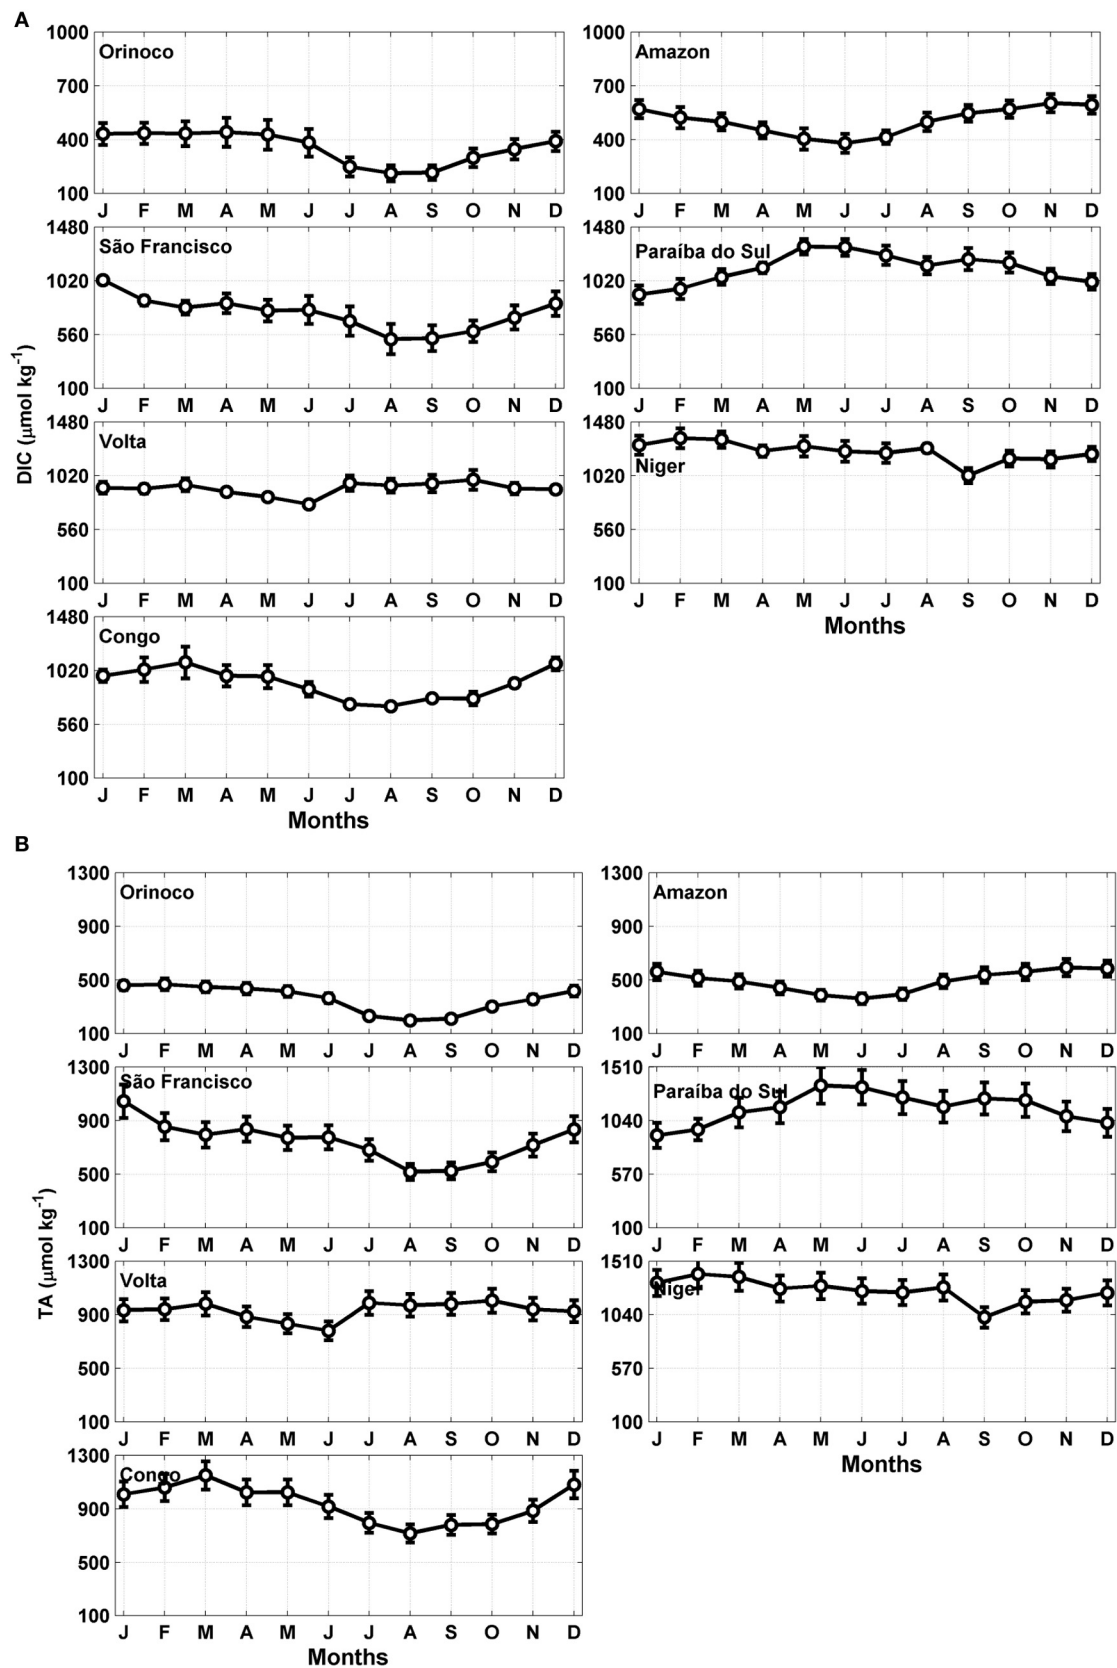 A
Orinoco
1000
700
400
100
J F M A M J J A S O N D
Amazon
1000
700
400
100
J F M A M J J A S O N D
São Francisco
1480
1020
560
100
J F M A M J J A S O N D
Paraíba do Sul
1480
1020
560
100
J F M A M J J A S O N D
DIC (μmol kg⁻¹)
Volta
1480
1020
560
100
J F M A M J J A S O N D
Niger
1480
1020
560
100
J F M A M J J A S O N D
Months
Congo
1480
1020
560
100
J F M A M J J A S O N D
Months
B
Orinoco
1300
900
500
100
J F M A M J J A S O N D
Amazon
1300
900
500
100
J F M A M J J A S O N D
São Francisco
1300
900
500
100
J F M A M J J A S O N D
Paraíba do Sul
1510
1040
570
100
J F M A M J J A S O N D
TA (μmol kg⁻¹)
Volta
1300
900
500
100
J F M A M J J A S O N D
Niger
1510
1040
570
100
J F M A M J J A S O N D
Months
Congo
1300
900
500
100
J F M A M J J A S O N D
Months